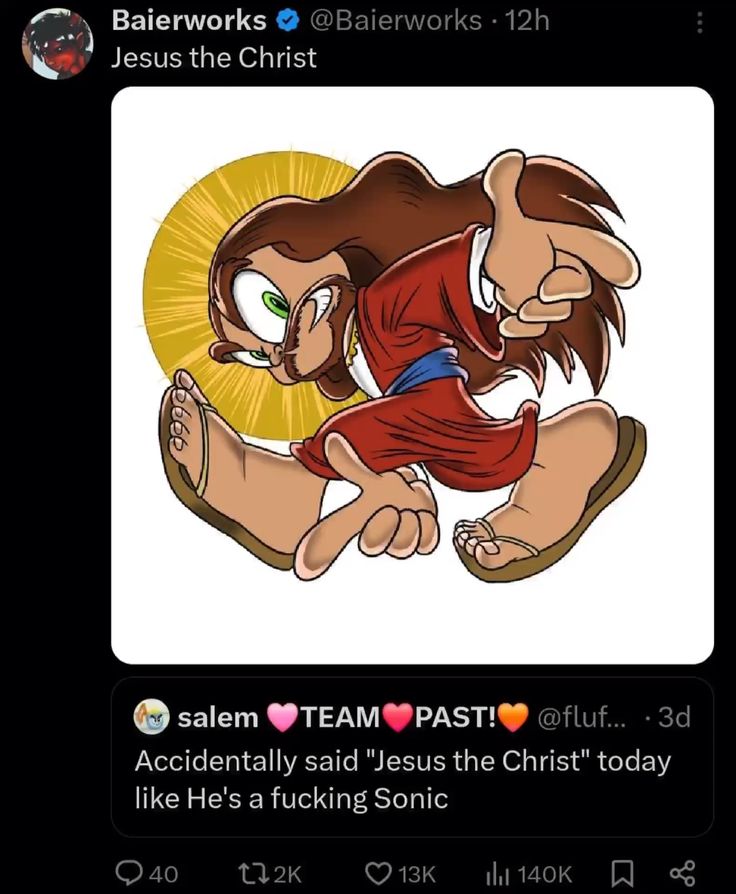 Baierworks @Baierworks · 12h
Jesus the Christ
salem 🩷TEAM❤️PAST!🧡 @fluf... · 3d
Accidentally said "Jesus the Christ" today
like He's a fucking Sonic
40 2K 13K 140K